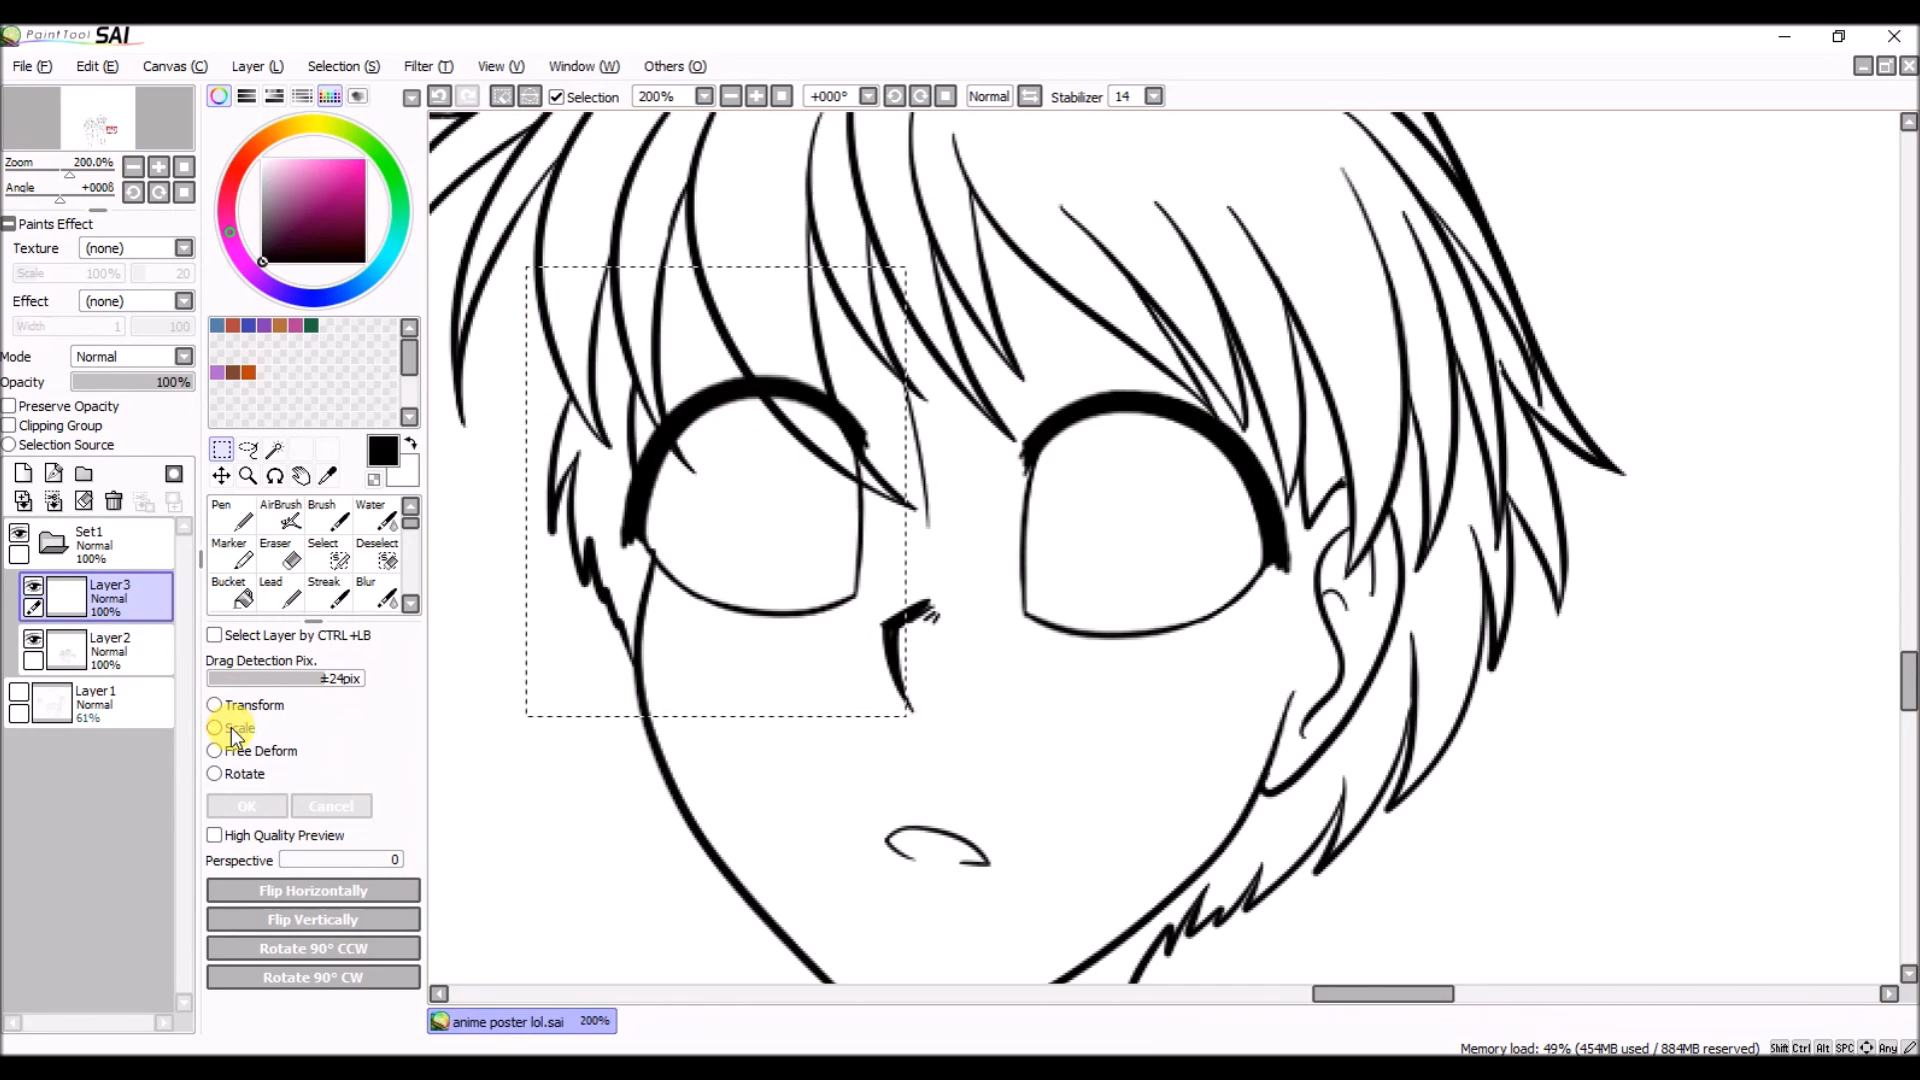 PaintTool SAI
File (F) Edit (E) Canvas (C) Layer (L) Selection (S) Filter (T) View (V) Window (W) Others (O)
Selection 200% +000° Normal Stabilizer 14
Zoom 200.0%
Angle +000ß
Paints Effect
Texture (none)
Scale 100% 20
Effect (none)
Width 1 100
Mode Normal
Opacity 100%
Preserve Opacity
Clipping Group
Selection Source
Set1
Normal
100%
Layer3
Normal
100%
Layer2
Normal
100%
Layer1
Normal
61%
Pen AirBrush Brush Water
Marker Eraser Select Deselect
Bucket Lead Streak Blur
Select Layer by CTRL+LB
Drag Detection Pix.
±24pix
Transform
Scale
Free Deform
Rotate
OK Cancel
High Quality Preview
Perspective 0
Flip Horizontally
Flip Vertically
Rotate 90° CCW
Rotate 90° CW
anime poster lol.sai 200%
Memory load: 49% (454MB used / 884MB reserved) Shift Ctrl Alt SPC Any